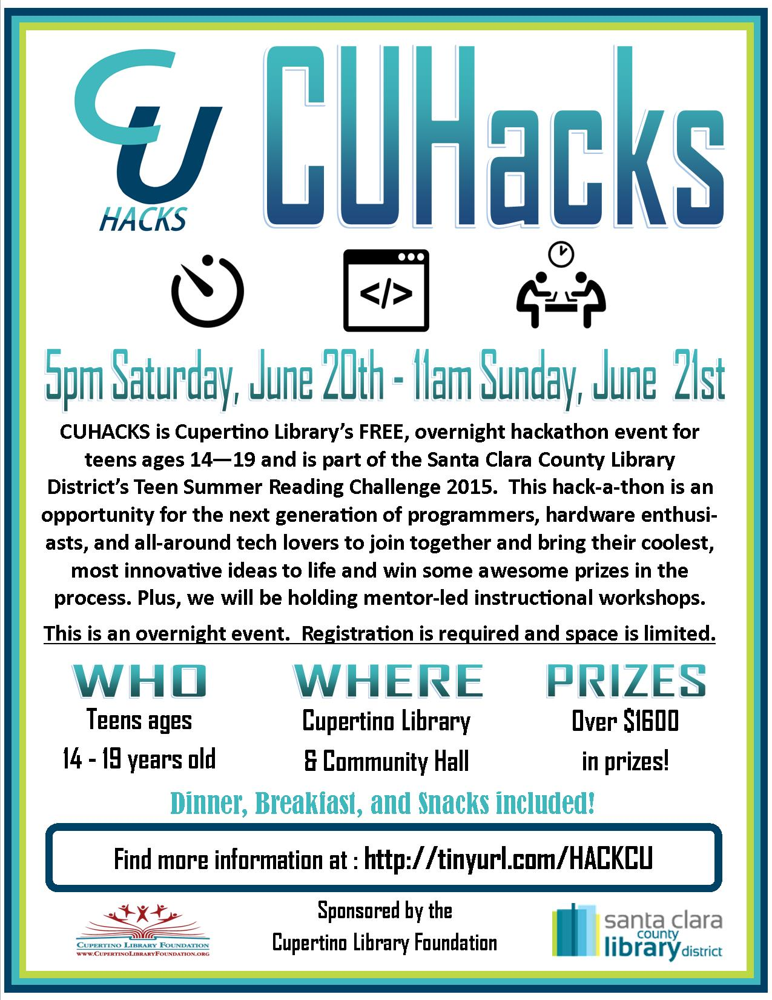 CU
HACKS
CUHacks
</>
5pm Saturday, June 20th - 11am Sunday, June 21st
CUHACKS is Cupertino Library’s FREE, overnight hackathon event for
teens ages 14—19 and is part of the Santa Clara County Library
District’s Teen Summer Reading Challenge 2015. This hack-a-thon is an
opportunity for the next generation of programmers, hardware enthusi-
asts, and all-around tech lovers to join together and bring their coolest,
most innovative ideas to life and win some awesome prizes in the
process. Plus, we will be holding mentor-led instructional workshops.
This is an overnight event. Registration is required and space is limited.
WHO
Teens ages
14 - 19 years old
WHERE
Cupertino Library
& Community Hall
PRIZES
Over $1600
in prizes!
Dinner, Breakfast, and Snacks included!
Find more information at : http://tinyurl.com/HACKCU
CUPERTINO LIBRARY FOUNDATION
WWW.CUPERTINOLIBRARYFOUNDATION.ORG
Sponsored by the
Cupertino Library Foundation
santa clara
county
library district